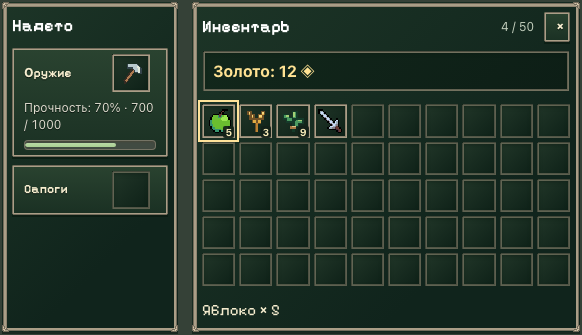 Надето
Оружие
Прочность: 70% · 700
/ 1000
Сапоги
Инвентарь
4 / 50
×
Золото: 12
5
3
9
Яблоко × 5